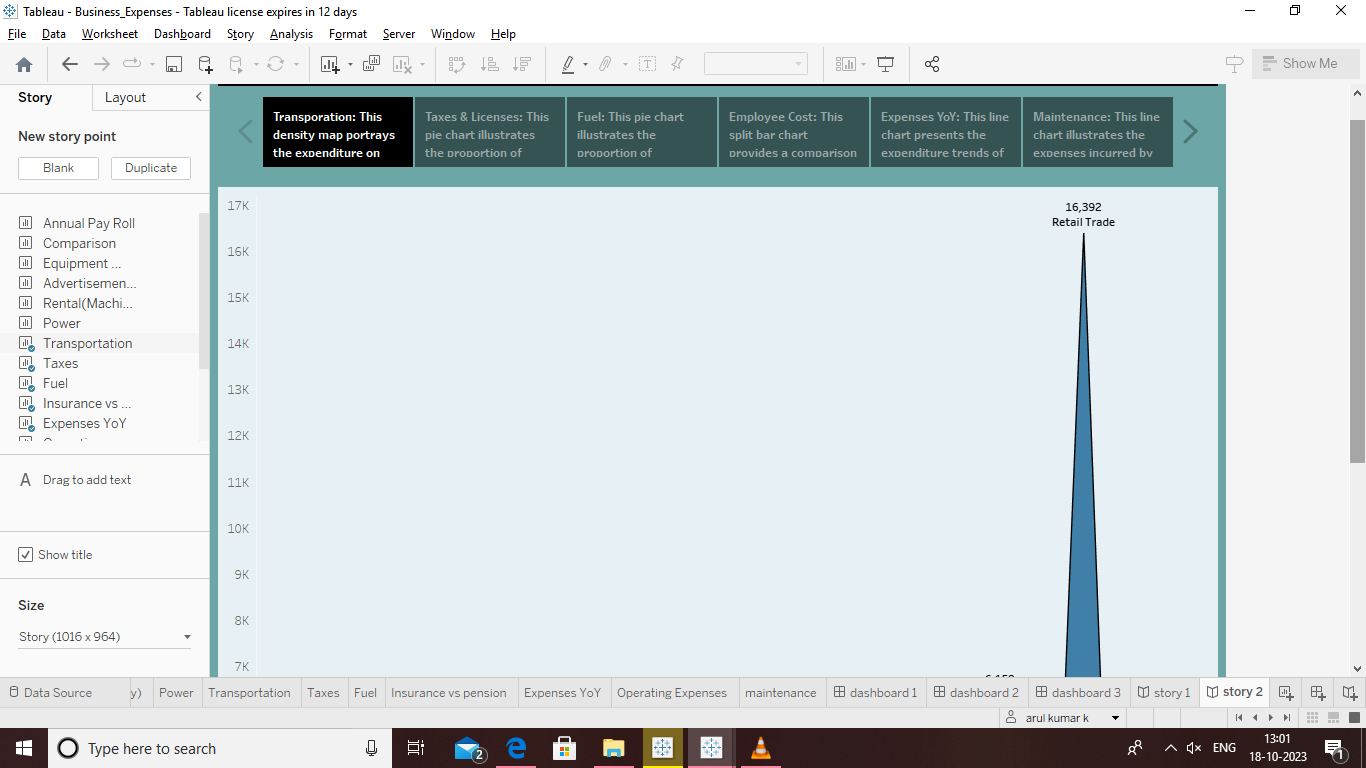 Tableau - Business_Expenses - Tableau license expires in 12 days
File Data Worksheet Dashboard Story Analysis Format Server Window Help
Show Me
Story Layout
New story point
Blank Duplicate
Annual Pay Roll
Comparison
Equipment ...
Advertisemen...
Rental(Machi...
Power
Transportation
Taxes
Fuel
Insurance vs ...
Expenses YoY
A Drag to add text
Show title
Size
Story (1016 x 964)
Transporation: This
density map portrays
the expenditure on
Taxes & Licenses: This
pie chart illustrates
the proportion of
Fuel: This pie chart
illustrates the
proportion of
Employee Cost: This
split bar chart
provides a comparison
Expenses YoY: This line
chart presents the
expenditure trends of
Maintenance: This line
chart illustrates the
expenses incurred by
17K
16K
15K
14K
13K
12K
11K
10K
9K
8K
7K
16,392
Retail Trade
Data Source y) Power Transportation Taxes Fuel Insurance vs pension Expenses YoY Operating Expenses maintenance dashboard 1 dashboard 2 dashboard 3 story 1 story 2
arul kumar k
Type here to search
2
ENG
13:01
18-10-2023
1